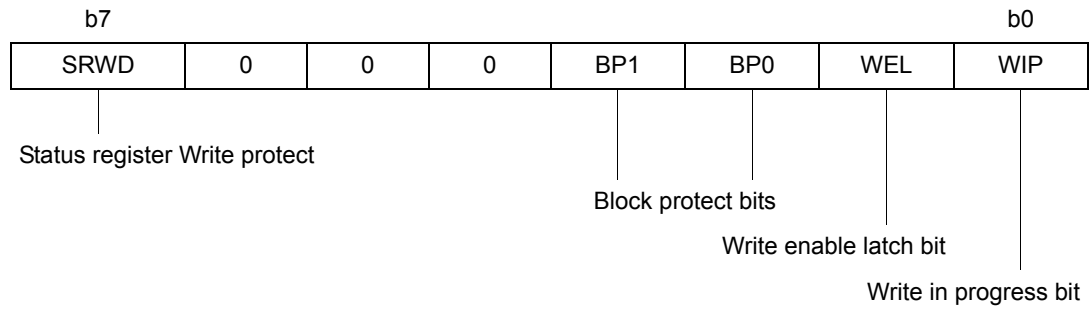 b7 b0
SRWD 0 0 0 BP1 BP0 WEL WIP
Status register Write protect
Block protect bits
Write enable latch bit
Write in progress bit